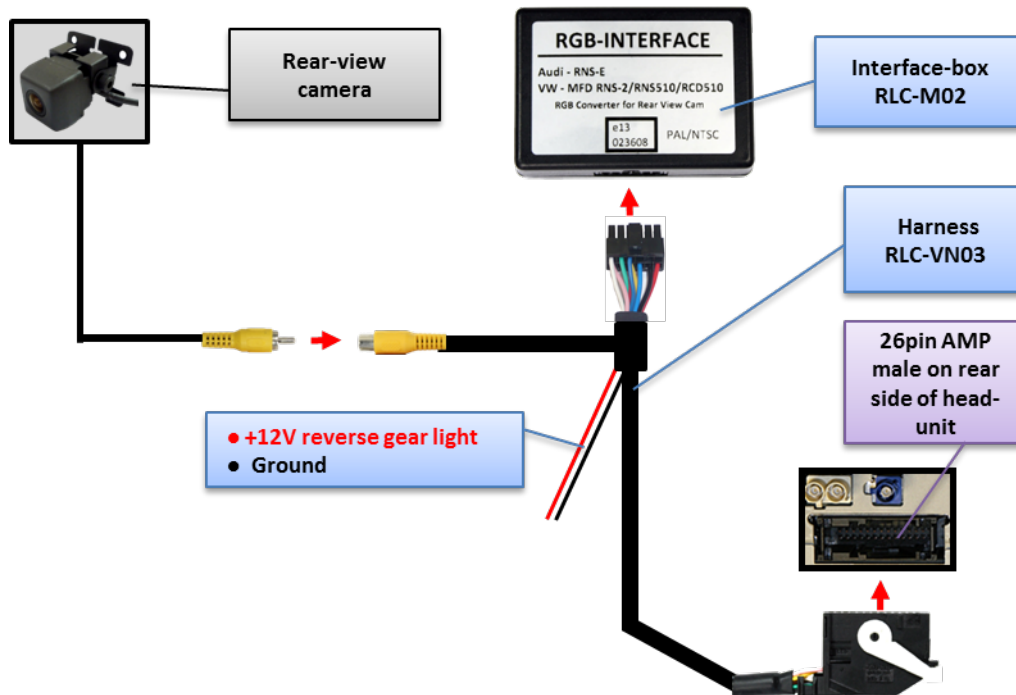 Rear-view
camera
RGB-INTERFACE
Audi - RNS-E
VW - MFD RNS-2/RNS510/RCD510
RGB Converter for Rear View Cam
e13
023608
PAL/NTSC
Interface-box
RLC-M02
Harness
RLC-VN03
26pin AMP
male on rear
side of head-
unit
● +12V reverse gear light
● Ground